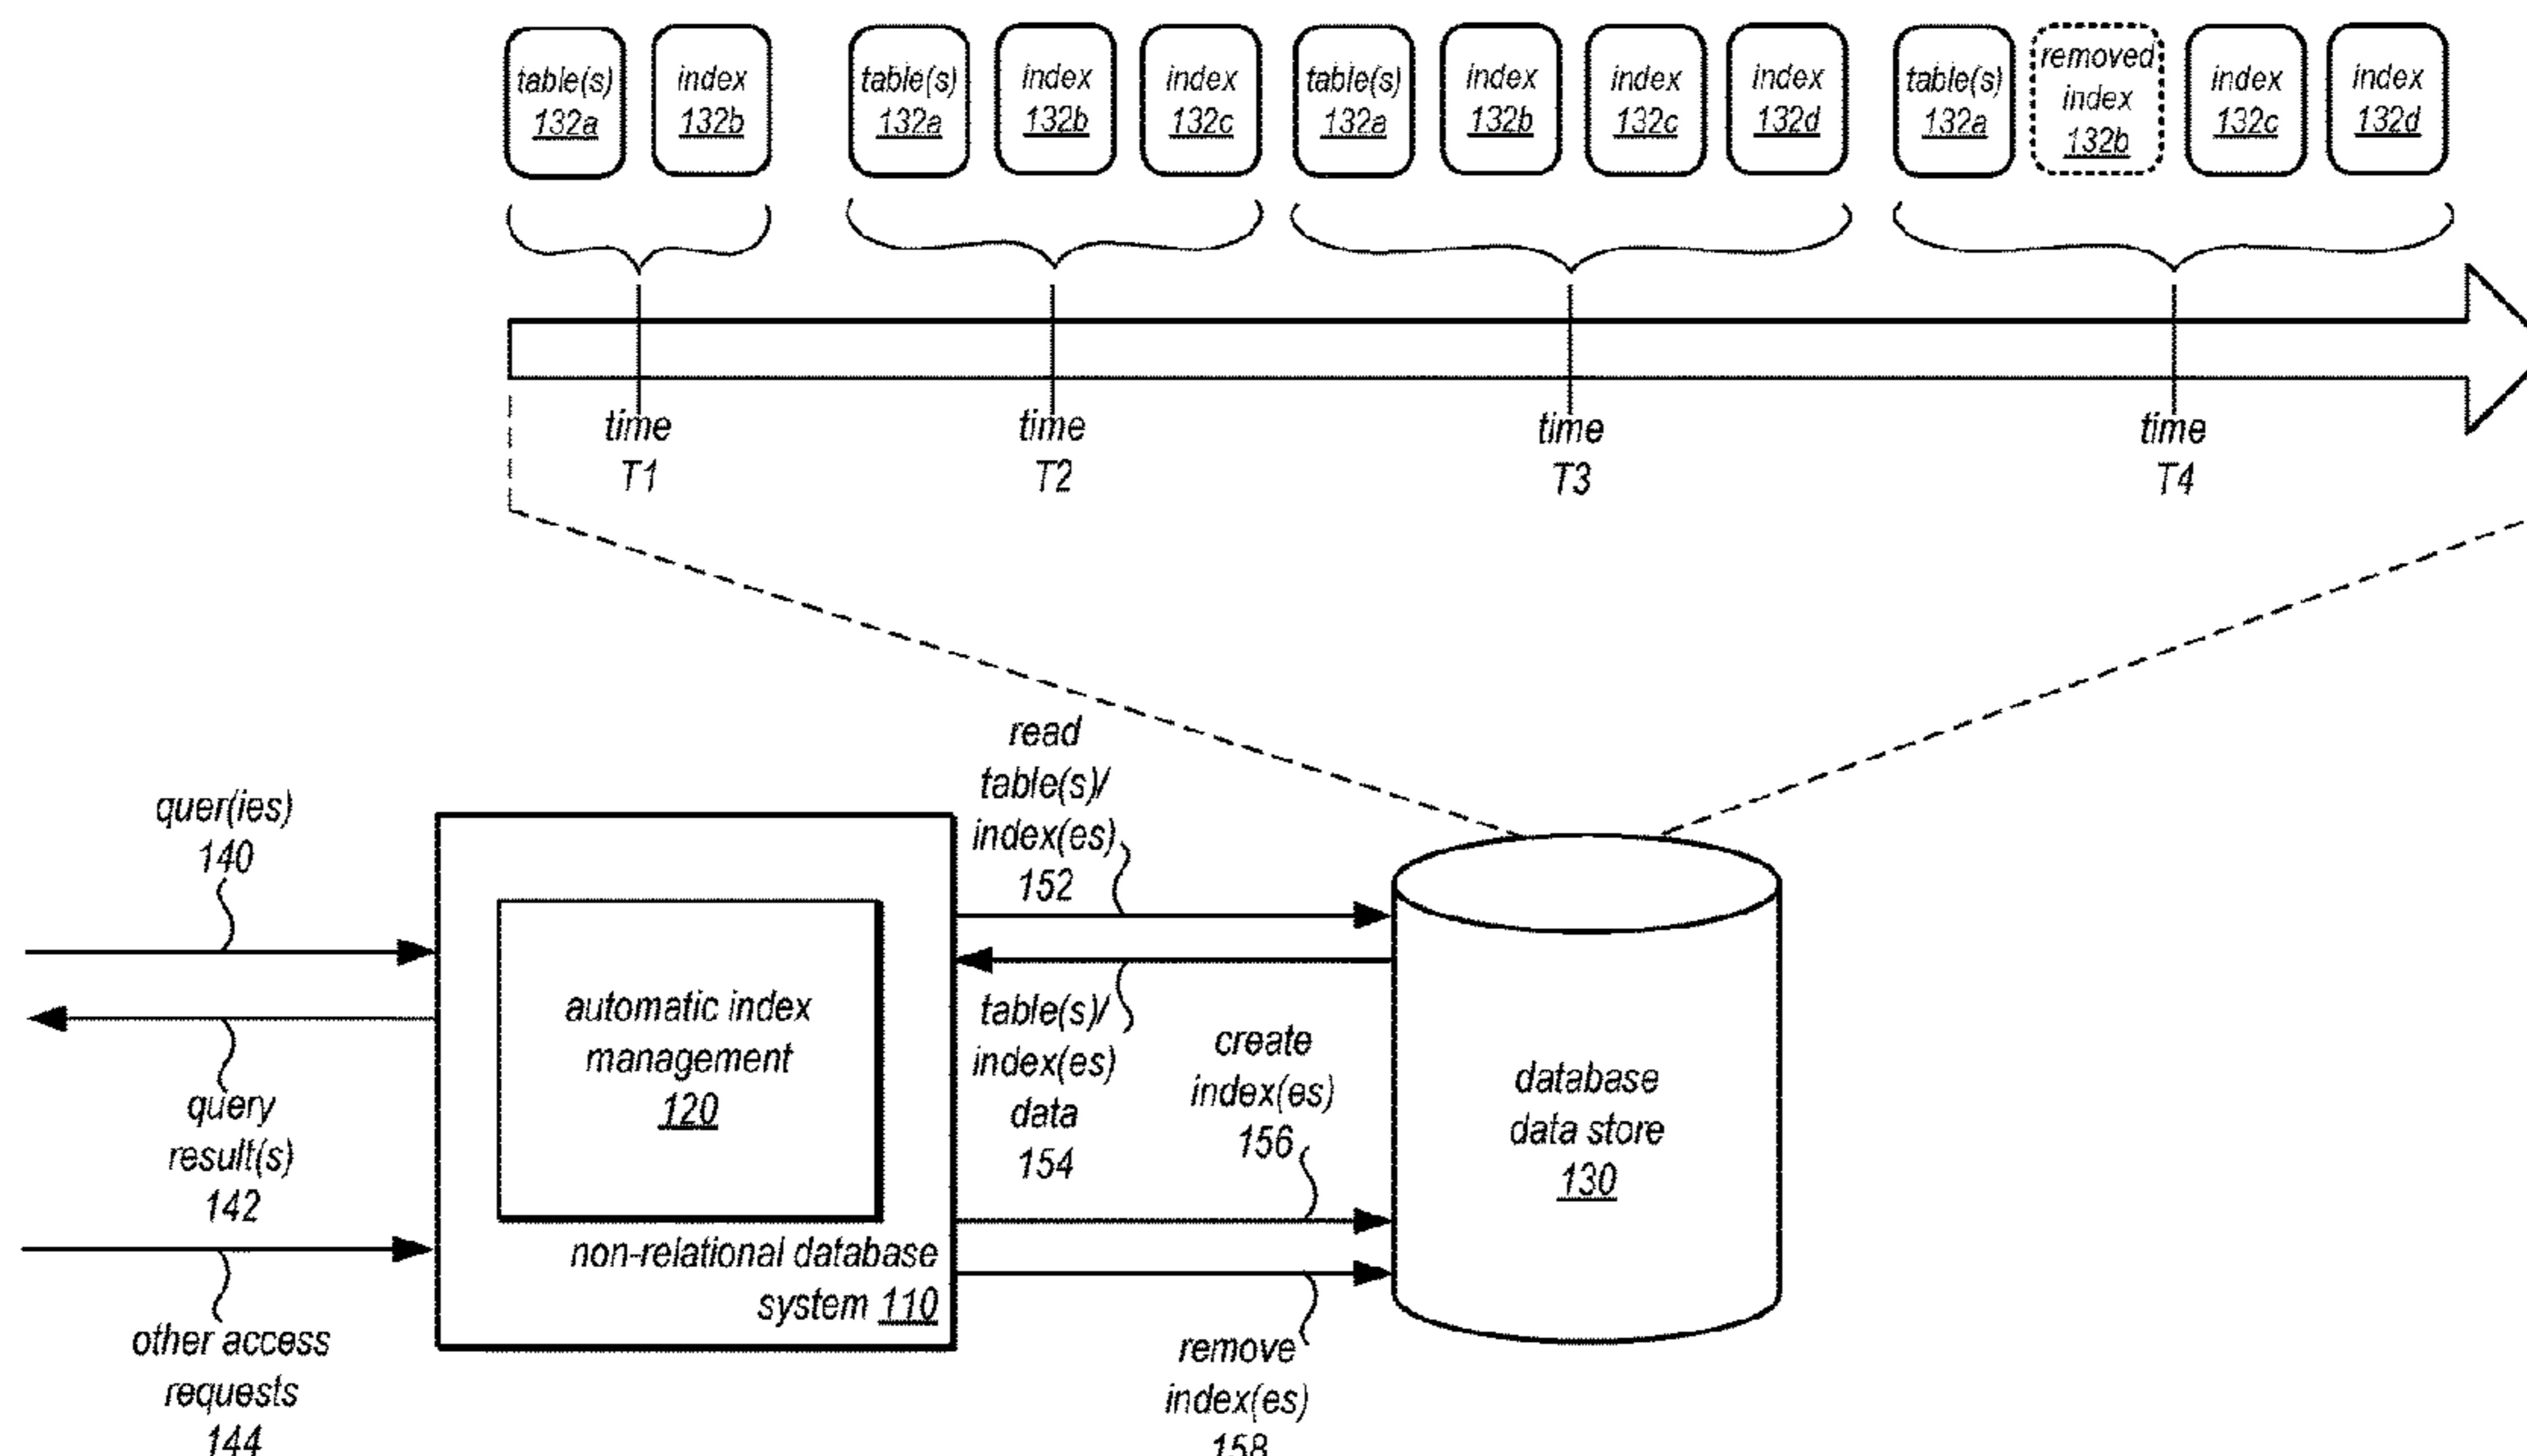 table(s)
132a
index
132b
table(s)
132a
index
132b
index
132c
table(s)
132a
index
132b
index
132c
index
132d
table(s)
132a
removed
index
132b
index
132c
index
132d
time
T1
time
T2
time
T3
time
T4
quer(ies)
140
query
result(s)
142
other access
requests
144
automatic index
management
120
non-relational database
system 110
read
table(s)/
index(es)
152
table(s)/
index(es)
data
154
create
index(es)
156
remove
index(es)
158
database
data store
130